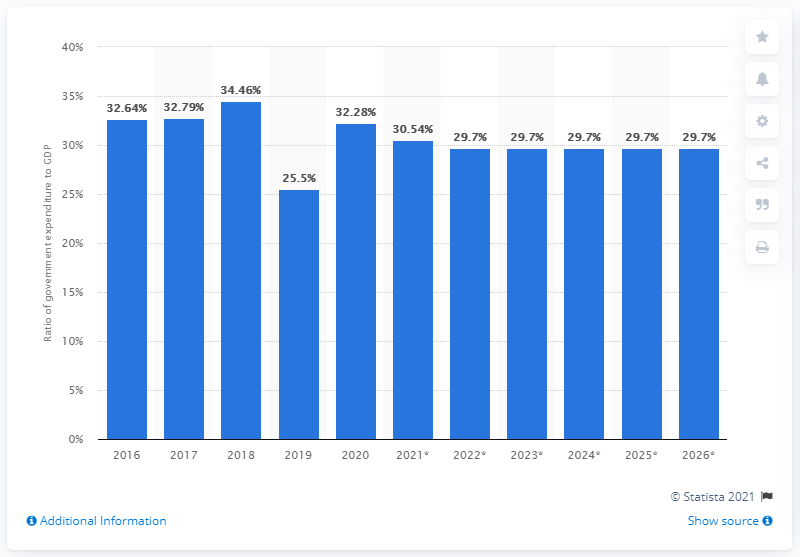 40%
35%
30%
25%
20%
15%
10%
5%
0%
Ratio of government expenditure to GDP
32.64% 32.79% 34.46% 25.5% 32.28% 30.54% 29.7% 29.7% 29.7% 29.7% 29.7%
2016 2017 2018 2019 2020 2021* 2022* 2023* 2024* 2025* 2026*
© Statista 2021
Additional Information Show source